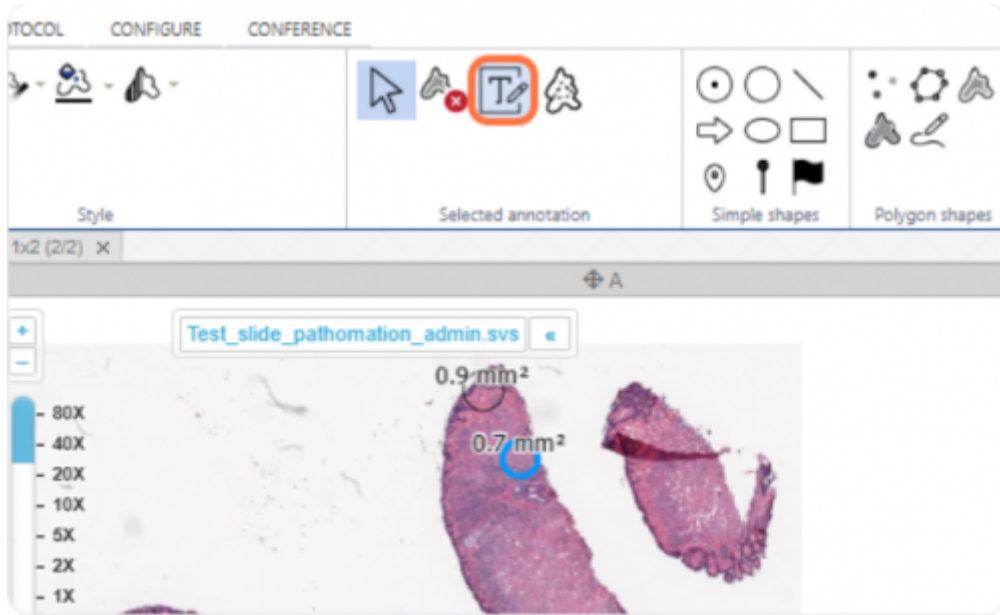 OTOCOL CONFIGURE CONFERENCE
T
Style Selected annotation Simple shapes Polygon shapes
1x2 (2/2) ×
A
+
Test_slide_pathomation_admin.svs «
−
0.9 mm²
80X
0.7 mm²
40X
20X
10X
5X
2X
1X